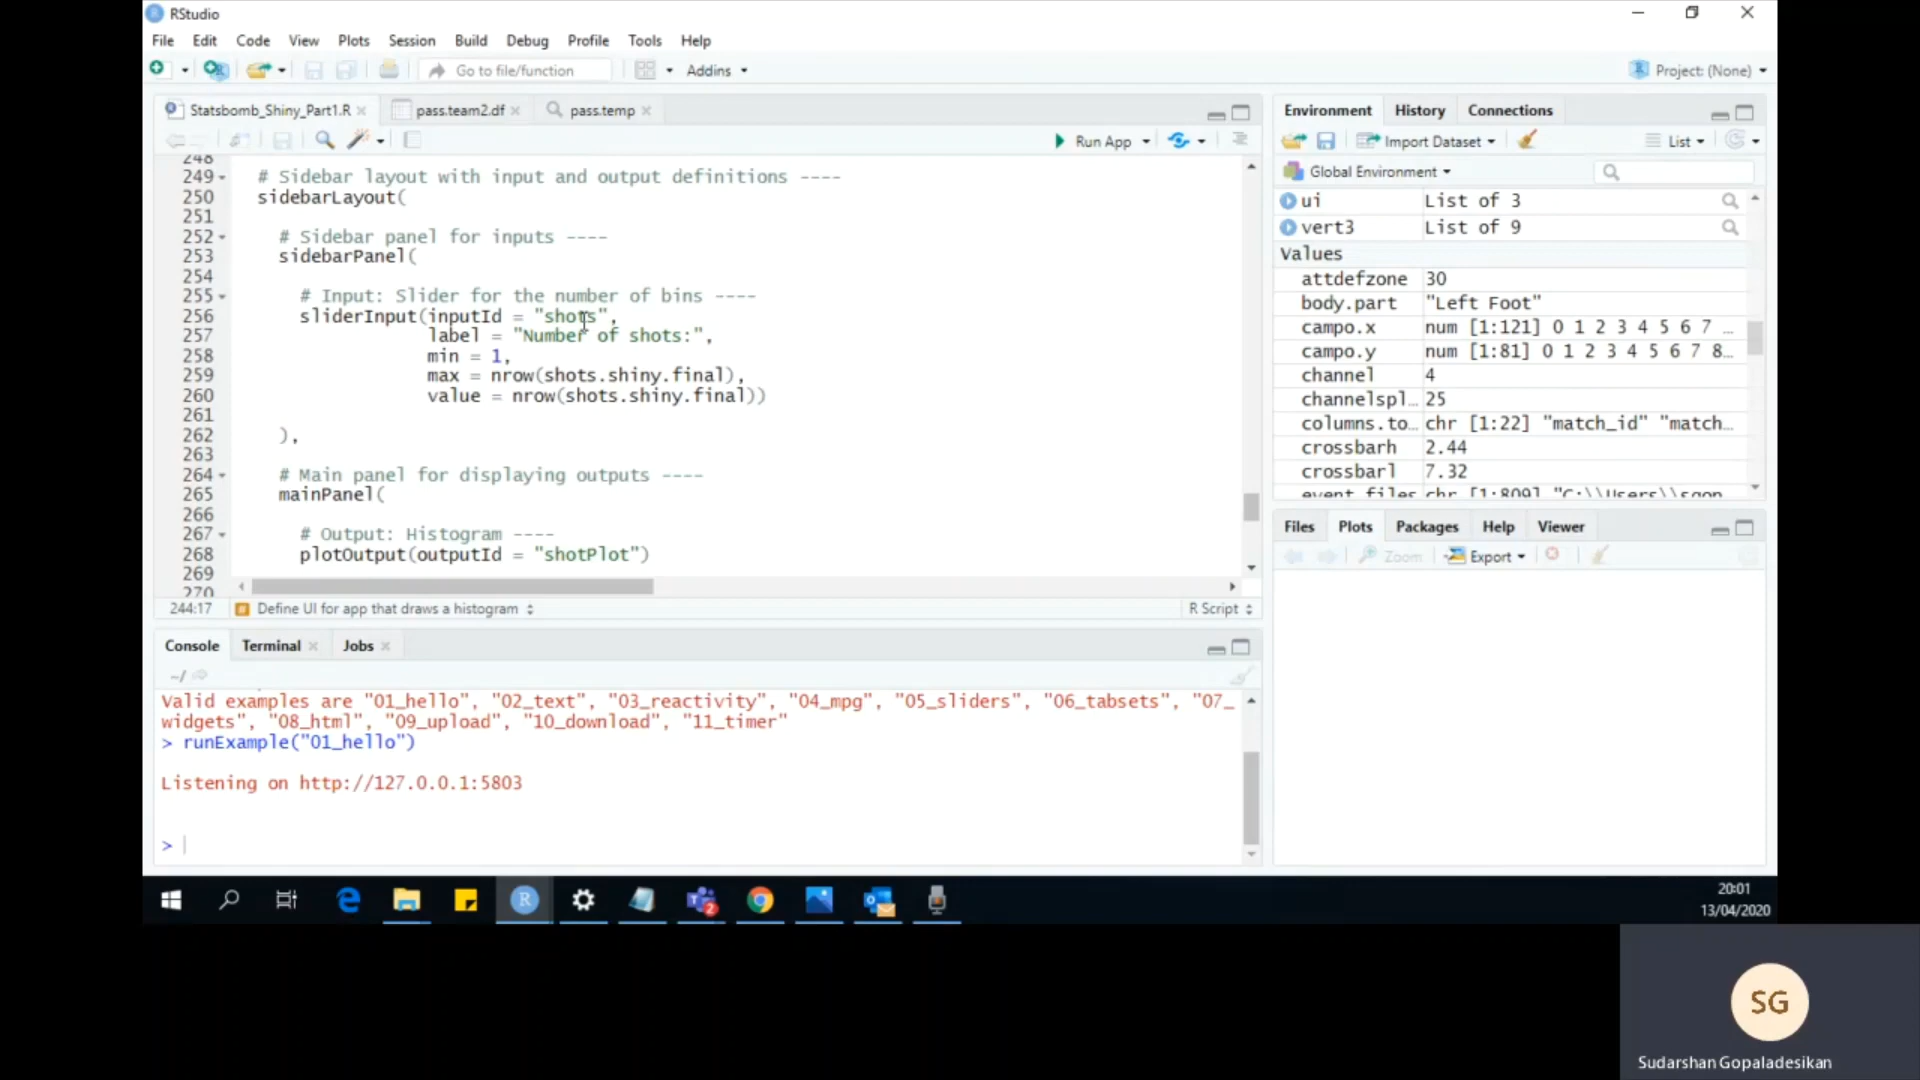 RStudio
File Edit Code View Plots Session Build Debug Profile Tools Help
Go to file/function Addins Project: (None)
Statsbomb_Shiny_Part1.R pass.team2.df pass.temp
Run App
248
249 # Sidebar layout with input and output definitions ----
250 sidebarLayout(
251
252 # Sidebar panel for inputs ----
253 sidebarPanel(
254
255 # Input: Slider for the number of bins ----
256 sliderInput(inputId = "shots",
257 label = "Number of shots:",
258 min = 1,
259 max = nrow(shots.shiny.final),
260 value = nrow(shots.shiny.final))
261
262 ),
263
264 # Main panel for displaying outputs ----
265 mainPanel(
266
267 # Output: Histogram ----
268 plotOutput(outputId = "shotPlot")
269
270
244:17 Define UI for app that draws a histogram R Script
Console Terminal Jobs
~/
Valid examples are "01_hello", "02_text", "03_reactivity", "04_mpg", "05_sliders", "06_tabsets", "07_
widgets", "08_html", "09_upload", "10_download", "11_timer"
> runExample("01_hello")
Listening on http://127.0.0.1:5803
>
Environment History Connections
Import Dataset List
Global Environment
ui List of 3
vert3 List of 9
Values
attdefzone 30
body.part "Left Foot"
campo.x num [1:121] 0 1 2 3 4 5 6 7 …
campo.y num [1:81] 0 1 2 3 4 5 6 7 8…
channel 4
channelspl… 25
columns.to… chr [1:22] "match_id" "match…
crossbarh 2.44
crossbarl 7.32
event.files chr [1:809] "C:\\Users\\sgop
Files Plots Packages Help Viewer
Zoom Export
20:01
13/04/2020
SG
Sudarshan Gopaladesikan